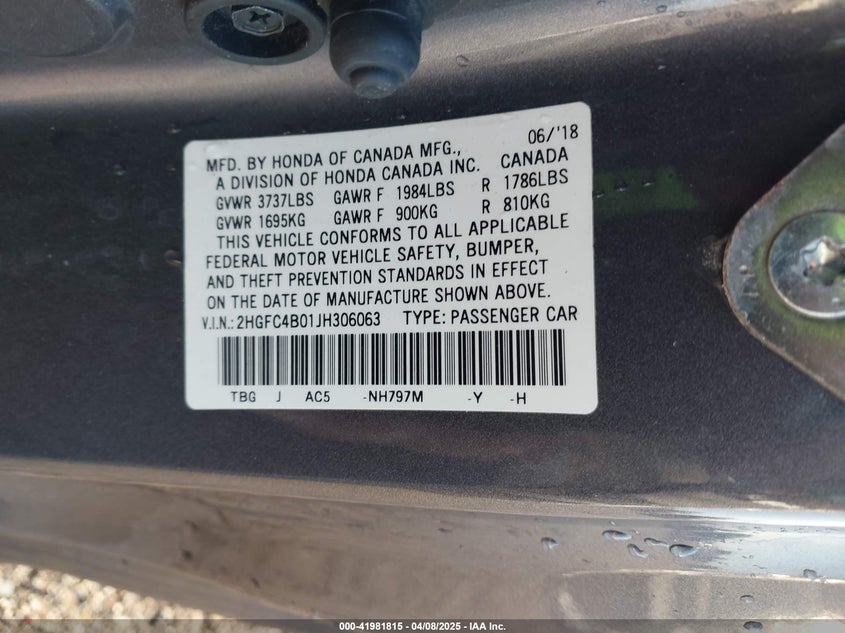 06/'18
MFD. BY HONDA OF CANADA MFG.,
A DIVISION OF HONDA CANADA INC. CANADA
GVWR 3737LBS GAWR F 1984LBS R 1786LBS
GVWR 1695KG GAWR F 900KG R 810KG
THIS VEHICLE CONFORMS TO ALL APPLICABLE
FEDERAL MOTOR VEHICLE SAFETY, BUMPER,
AND THEFT PREVENTION STANDARDS IN EFFECT
ON THE DATE OF MANUFACTURE SHOWN ABOVE.
V.I.N.:2HGFC4B01JH306063 TYPE: PASSENGER CAR
TBG J AC5 -NH797M -Y -H
000-41981815 - 04/08/2025 - IAA Inc.